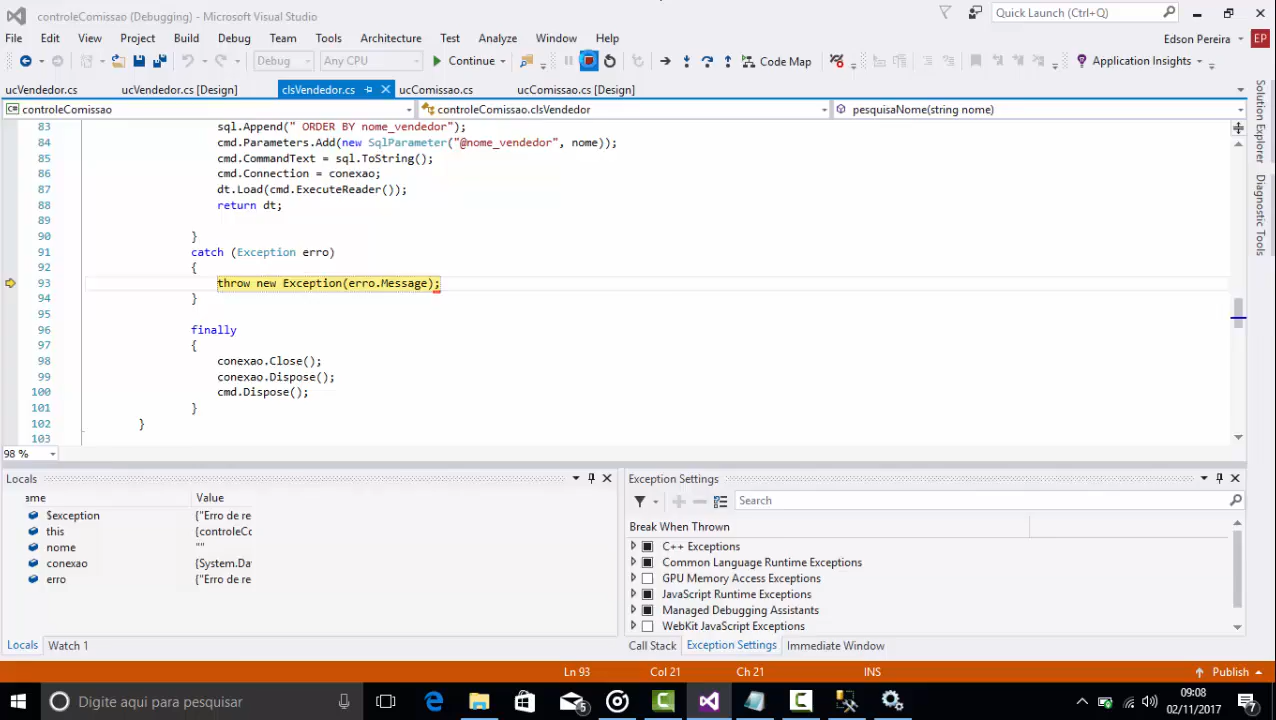 controleComissao (Debugging) - Microsoft Visual Studio
Quick Launch (Ctrl+Q)
File Edit View Project Build Debug Team Tools Architecture Test Analyze Window Help
Edson Pereira EP
Debug Any CPU Continue Code Map Application Insights
ucVendedor.cs ucVendedor.cs [Design] clsVendedor.cs ucComissao.cs ucComissao.cs [Design]
controleComissao controleComissao.clsVendedor pesquisaNome(string nome)
83 sql.Append(" ORDER BY nome_vendedor");
84 cmd.Parameters.Add(new SqlParameter("@nome_vendedor", nome));
85 cmd.CommandText = sql.ToString();
86 cmd.Connection = conexao;
87 dt.Load(cmd.ExecuteReader());
88 return dt;
89
90 }
91 catch (Exception erro)
92 {
93 throw new Exception(erro.Message);
94 }
95
96 finally
97 {
98 conexao.Close();
99 conexao.Dispose();
100 cmd.Dispose();
101 }
102 }
103
98 %
Solution Explorer
Diagnostic Tools
Locals
ame Value
$exception {"Erro de re
this {controleCo
nome ""
conexao {System.Da
erro {"Erro de re
Locals Watch 1
Exception Settings
Search
Break When Thrown
C++ Exceptions
Common Language Runtime Exceptions
GPU Memory Access Exceptions
JavaScript Runtime Exceptions
Managed Debugging Assistants
WebKit JavaScript Exceptions
Call Stack Exception Settings Immediate Window
Ln 93 Col 21 Ch 21 INS Publish
Digite aqui para pesquisar
5
09:08
02/11/2017
7